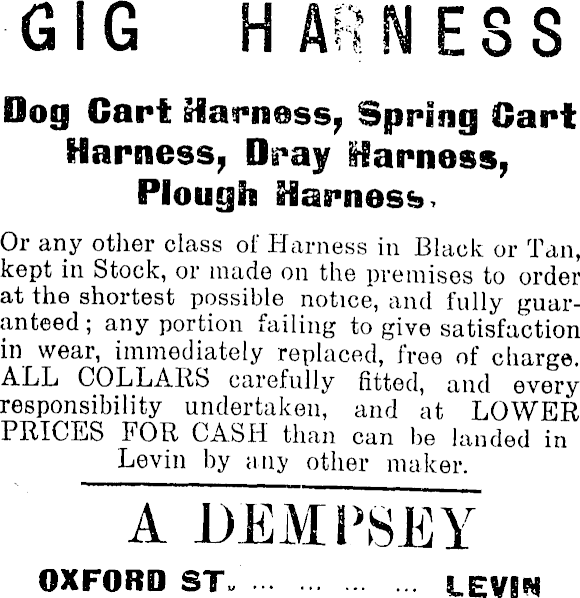 GIG HARNESS
Dog Cart Harness, Spring Cart
Harness, Dray Harness,
Plough Harness,
Or any other class of Harness in Black or Tan,
kept in Stock, or made on the premises to order
at the shortest possible notice, and fully guar-
anteed; any portion failing to give satisfaction
in wear, immediately replaced, free of charge.
ALL COLLARS carefully fitted, and every
responsibility undertaken, and at LOWER
PRICES FOR CASH than can be landed in
Levin by any other maker.
A DEMPSEY
OXFORD ST, ... ... ... ... LEVIN